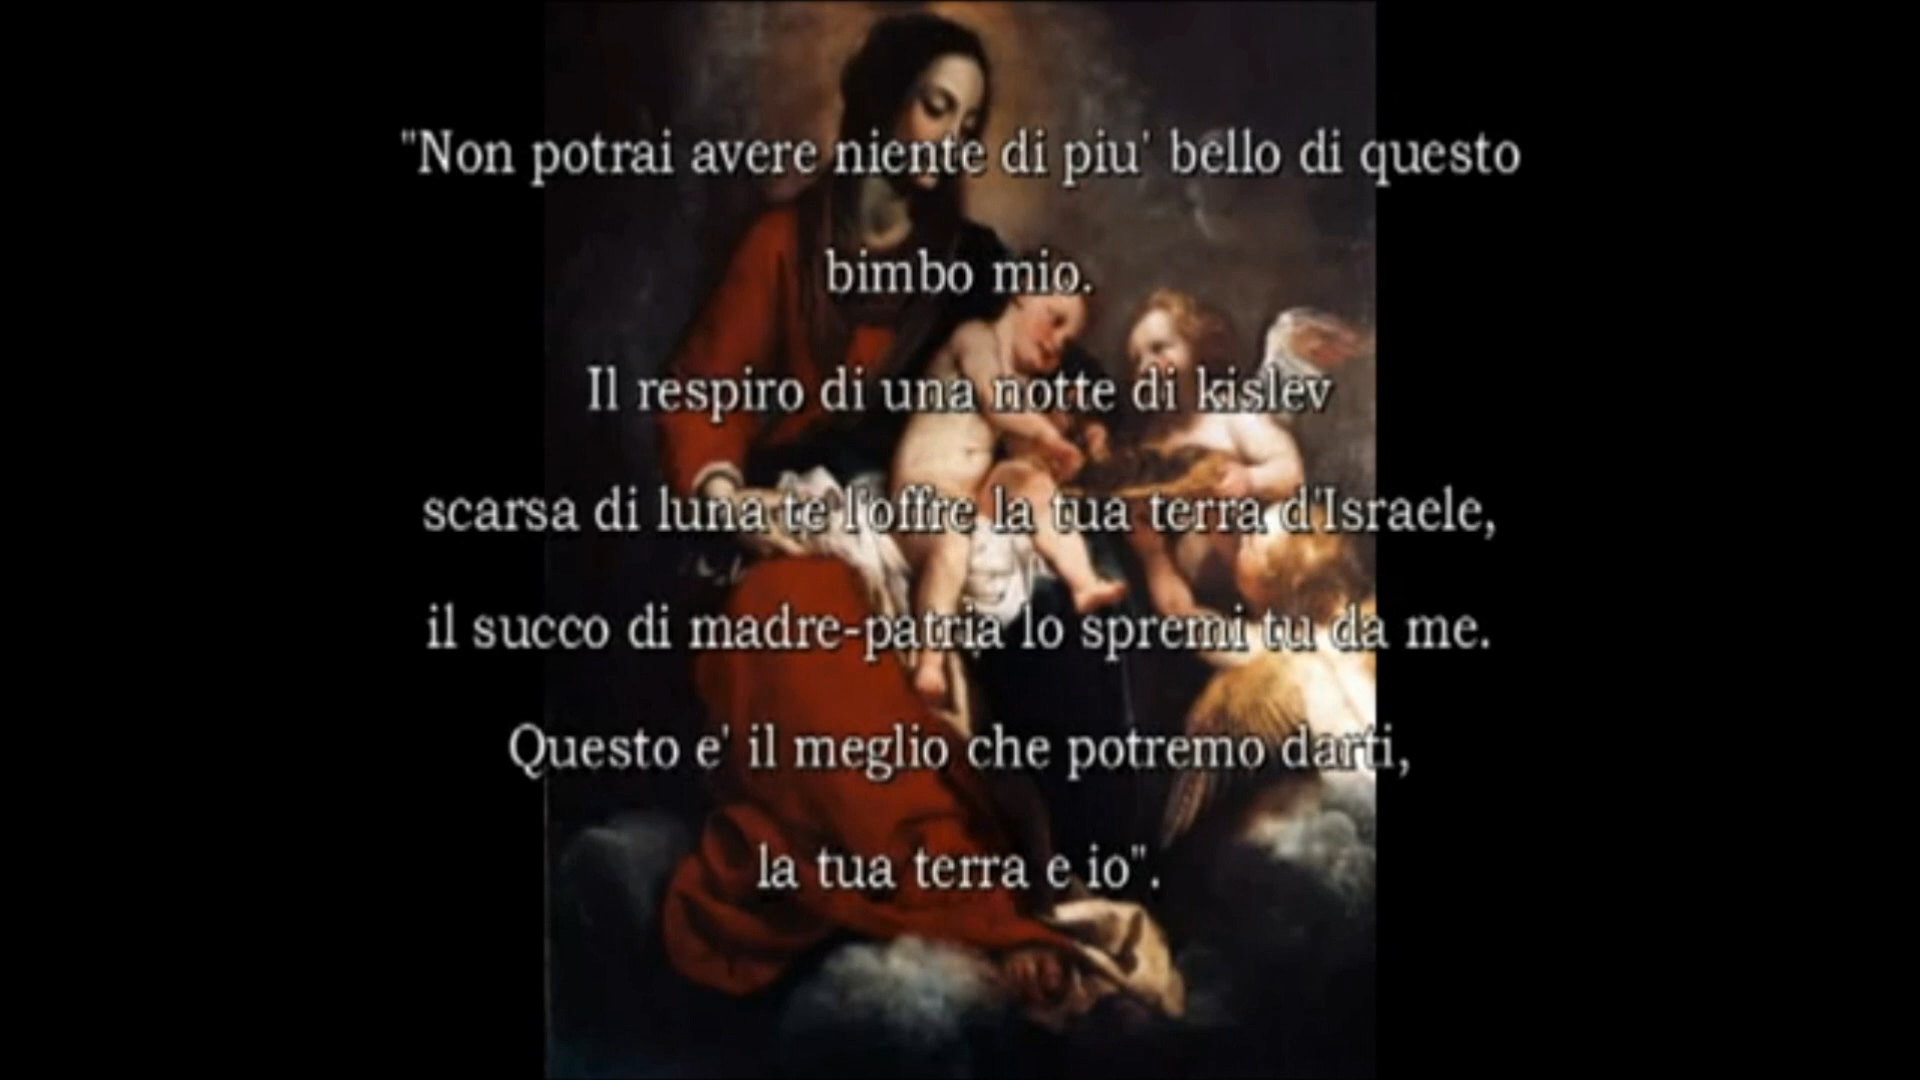 "Non potrai avere niente di piu' bello di questo
bimbo mio.
Il respiro di una notte di kislev
scarsa di luna te l'offre la tua terra d'Israele,
il succo di madre-patria lo spremi tu da me.
Questo e' il meglio che potremo darti,
la tua terra e io".